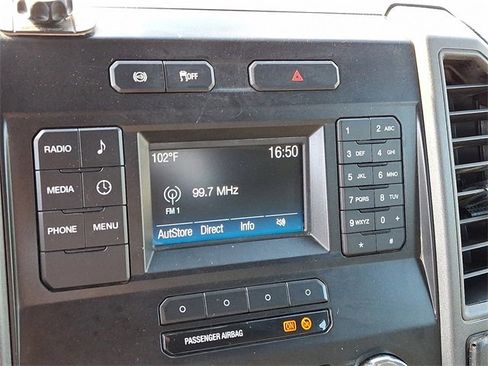 OFF
RADIO
MEDIA
PHONE MENU
102°F 16:50
99.7 MHz
FM 1
AutStore Direct Info
1 2 ABC
3 DEF 4 GHI
5 JKL 6 MNO
7 PQRS 8 TUV
9 WXYZ 0 +
* #
PASSENGER AIRBAG ON